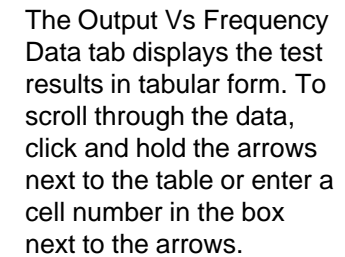 The Output Vs Frequency
Data tab displays the test
results in tabular form. To
scroll through the data,
click and hold the arrows
next to the table or enter a
cell number in the box
next to the arrows.